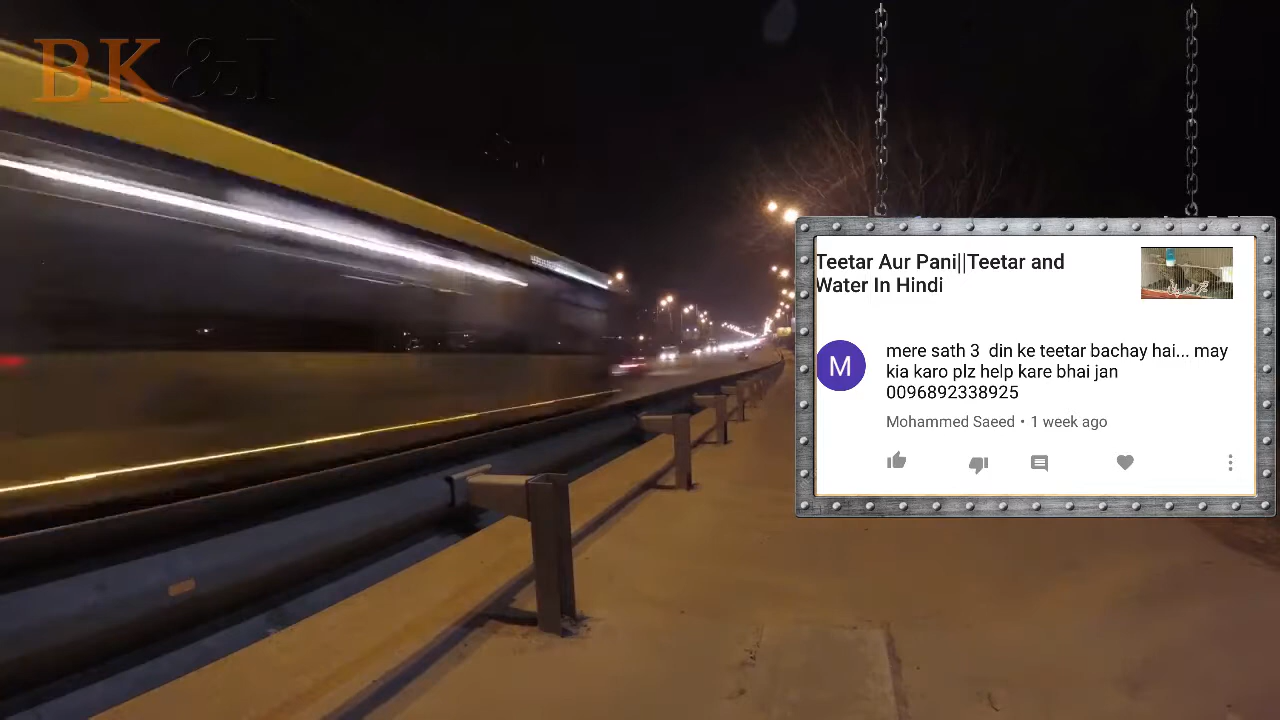 BK&I
Teetar Aur Pani||Teetar and
Water In Hindi
M
mere sath 3 din ke teetar bachay hai... may
kia karo plz help kare bhai jan
0096892338925
Mohammed Saeed • 1 week ago